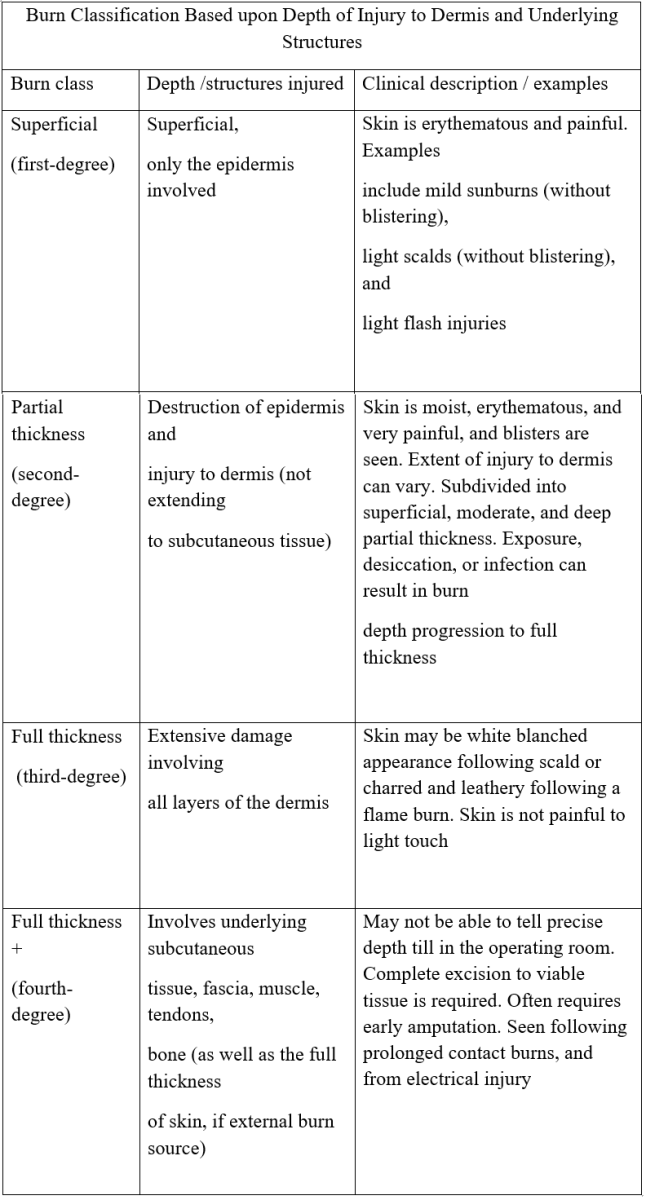 Burn Classification Based upon Depth of Injury to Dermis and Underlying
Structures
Burn class
Depth /structures injured
Clinical description / examples
Superficial
(first-degree)
Superficial,
only the epidermis
involved
Skin is erythematous and painful.
Examples
include mild sunburns (without
blistering),
light scalds (without blistering),
and
light flash injuries
Partial
thickness
(second-
degree)
Destruction of epidermis
and
injury to dermis (not
extending
to subcutaneous tissue)
Skin is moist, erythematous, and
very painful, and blisters are
seen. Extent of injury to dermis
can vary. Subdivided into
superficial, moderate, and deep
partial thickness. Exposure,
desiccation, or infection can
result in burn
depth progression to full
thickness
Full thickness
(third-degree)
Extensive damage
involving
all layers of the dermis
Skin may be white blanched
appearance following scald or
charred and leathery following a
flame burn. Skin is not painful to
light touch
Full thickness
+
(fourth-
degree)
Involves underlying
subcutaneous
tissue, fascia, muscle,
tendons,
bone (as well as the full
thickness
of skin, if external burn
source)
May not be able to tell precise
depth till in the operating room.
Complete excision to viable
tissue is required. Often requires
early amputation. Seen following
prolonged contact burns, and
from electrical injury